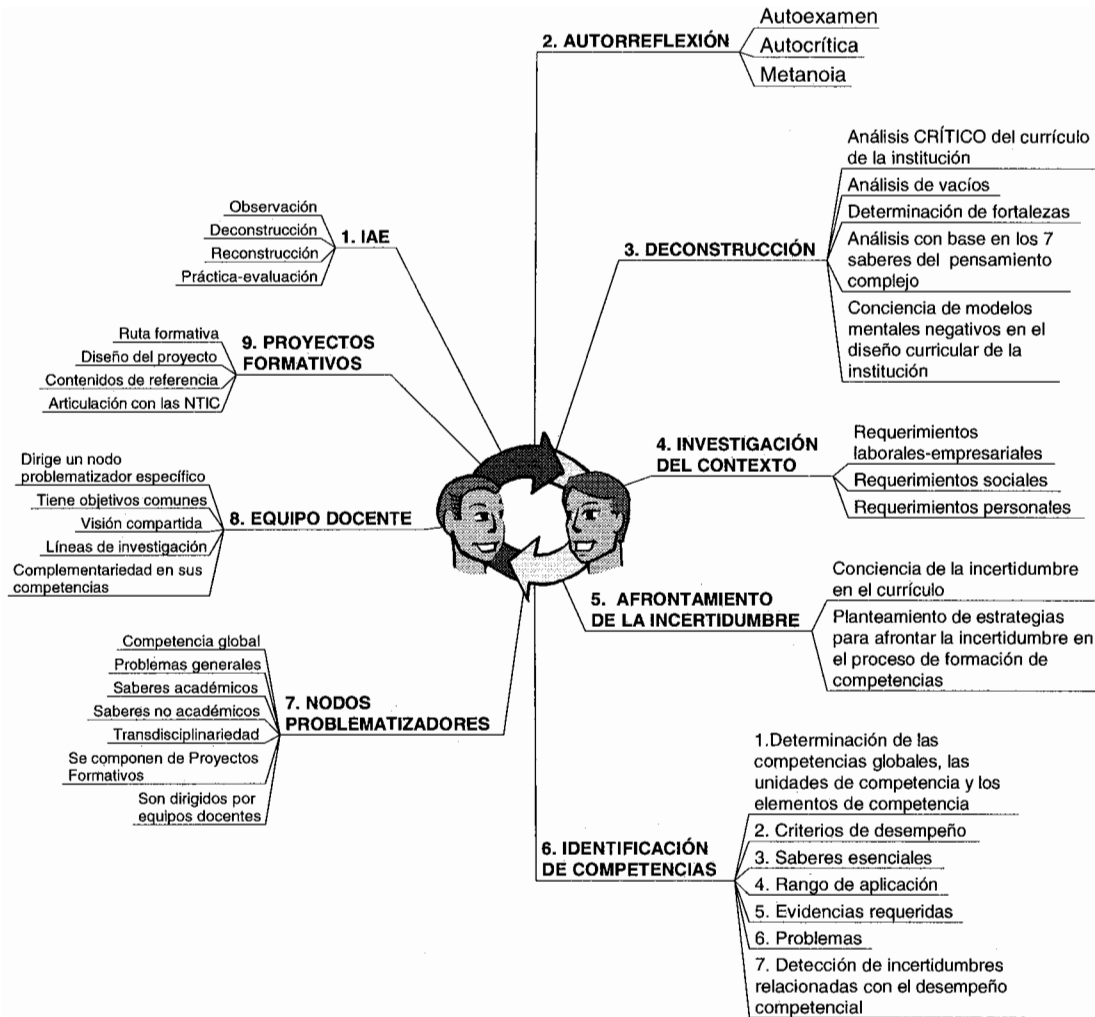 1. IAE
Observación
Deconstrucción
Reconstrucción
Práctica-evaluación
2. AUTORREFLEXIÓN
Autoexamen
Autocrítica
Metanoia
3. DECONSTRUCCIÓN
Análisis CRÍTICO del currículo
de la institución
Análisis de vacíos
Determinación de fortalezas
Análisis con base en los 7
saberes del pensamiento
complejo
Conciencia de modelos
mentales negativos en el
diseño curricular de la
institución
4. INVESTIGACIÓN
DEL CONTEXTO
Requerimientos
laborales-empresariales
Requerimientos sociales
Requerimientos personales
5. AFRONTAMIENTO
DE LA INCERTIDUMBRE
Conciencia de la incertidumbre
en el currículo
Planteamiento de estrategias
para afrontar la incertidumbre en
el proceso de formación de
competencias
6. IDENTIFICACIÓN
DE COMPETENCIAS
1.Determinación de las
competencias globales, las
unidades de competencia y los
elementos de competencia
2. Criterios de desempeño
3. Saberes esenciales
4. Rango de aplicación
5. Evidencias requeridas
6. Problemas
7. Detección de incertidumbres
relacionadas con el desempeño
competencial
7. NODOS
PROBLEMATIZADORES
Competencia global
Problemas generales
Saberes académicos
Saberes no académicos
Transdisciplinariedad
Se componen de Proyectos
Formativos
Son dirigidos por
equipos docentes
8. EQUIPO DOCENTE
Dirige un nodo
problematizador específico
Tiene objetivos comunes
Visión compartida
Líneas de investigación
Complementariedad en sus
competencias
9. PROYECTOS
FORMATIVOS
Ruta formativa
Diseño del proyecto
Contenidos de referencia
Articulación con las NTIC